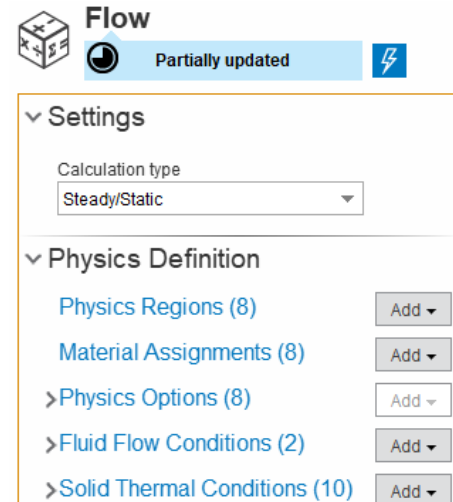 Flow
Partially updated
Settings
Calculation type
Steady/Static
Physics Definition
Physics Regions (8)
Add
Material Assignments (8)
Add
Physics Options (8)
Add
Fluid Flow Conditions (2)
Add
Solid Thermal Conditions (10)
Add